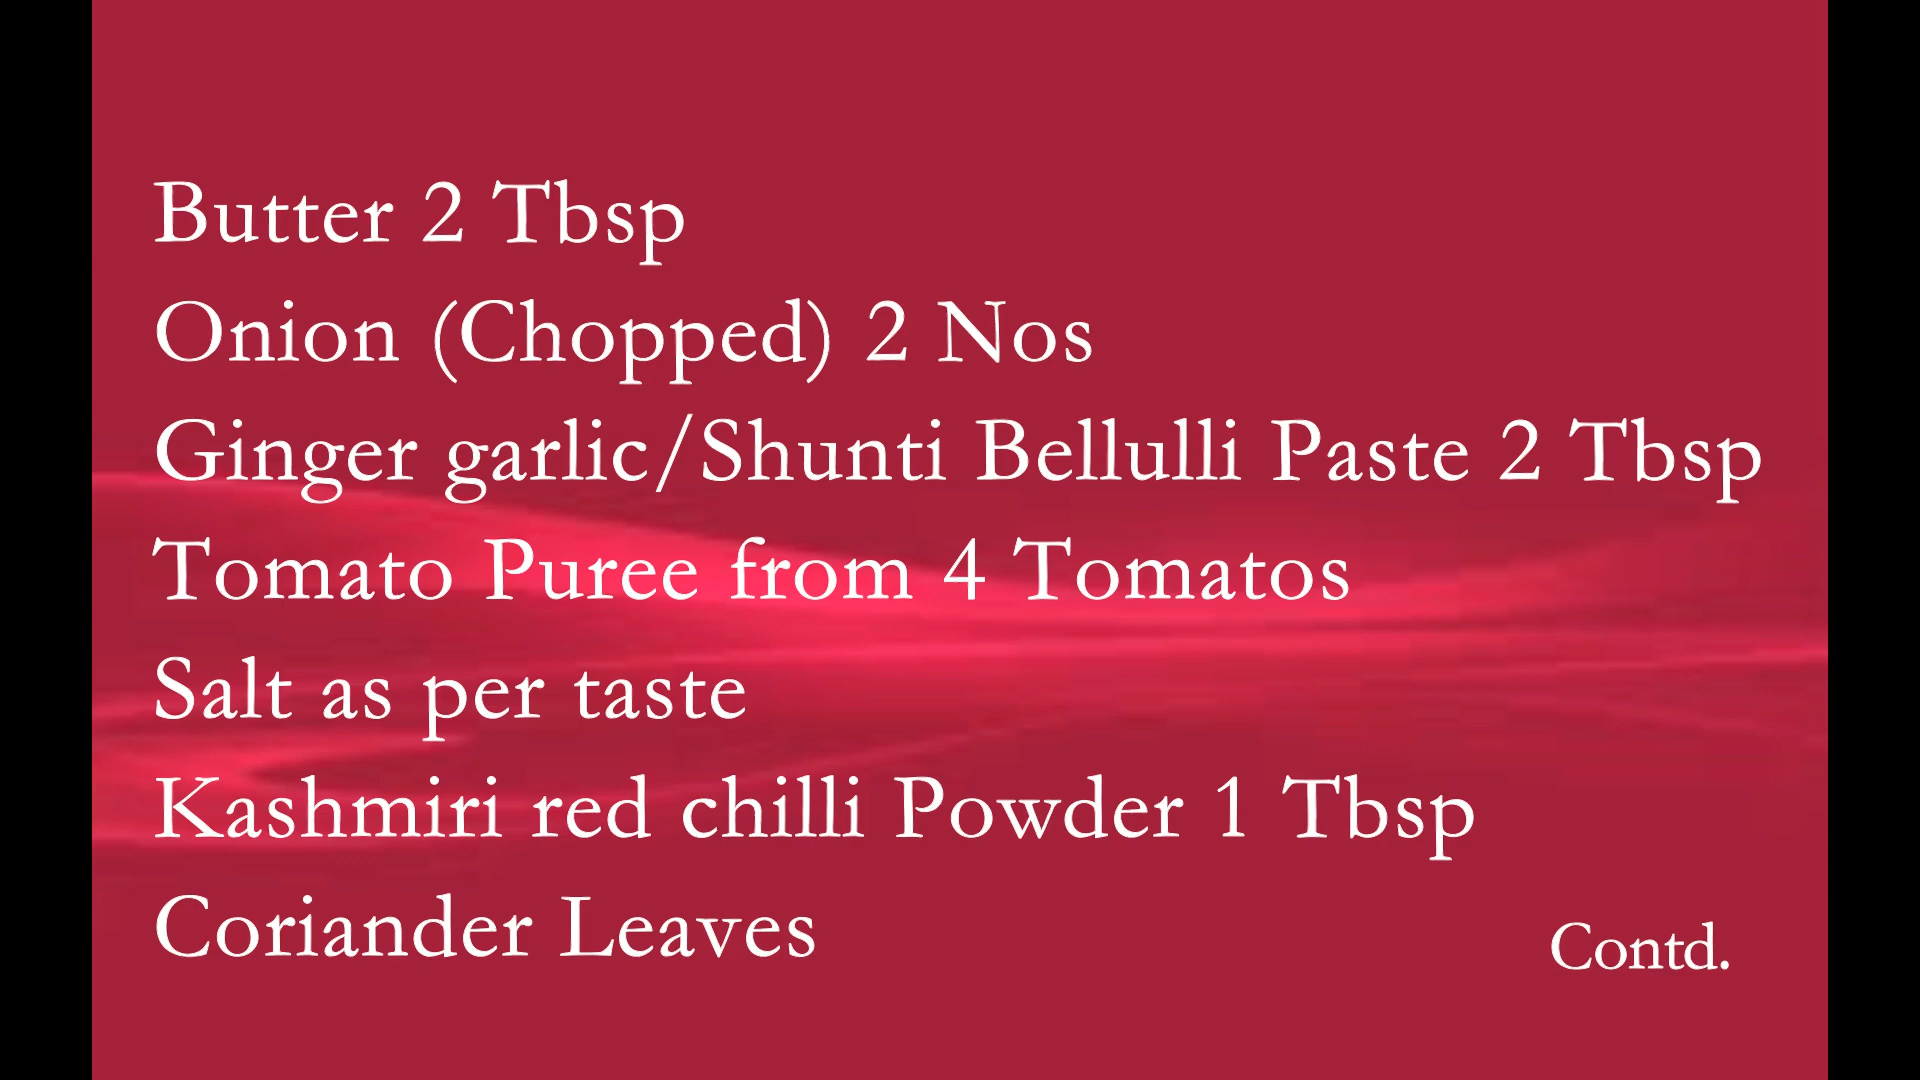 Butter 2 Tbsp
Onion (Chopped) 2 Nos
Ginger garlic/Shunti Bellulli Paste 2 Tbsp
Tomato Puree from 4 Tomatos
Salt as per taste
Kashmiri red chilli Powder 1 Tbsp
Coriander Leaves
Contd.